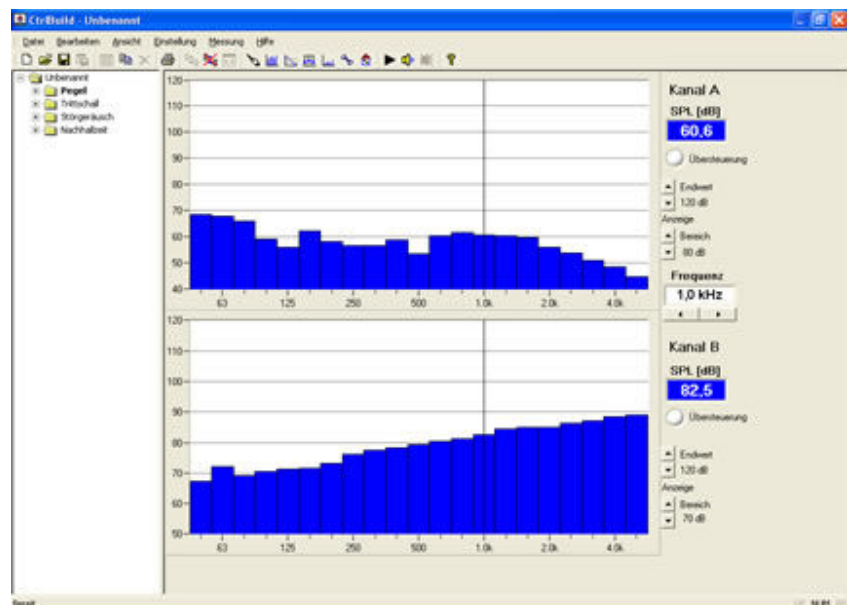 CtrlBuild - Unbenannt
Datei Bearbeiten Ansicht Einstellung Messung Hilfe
Unbenannt
Pegel
Trittschall
Störgeräusch
Nachhallzeit
120
110
100
90
80
70
60
50
40
63 125 250 500 1.0k 2.0k 4.0k
Kanal A
SPL [dB]
60,6
Übersteuerung
Endwert
120 dB
Anzeige
Bereich
80 dB
Frequenz
1,0 kHz
120
110
100
90
80
70
60
50
63 125 250 500 1.0k 2.0k 4.0k
Kanal B
SPL [dB]
82,5
Übersteuerung
Endwert
120 dB
Anzeige
Bereich
70 dB
Bereit